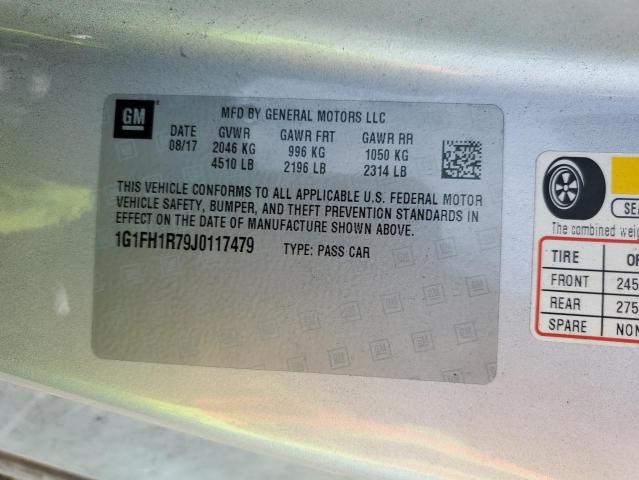 GM
MFD BY GENERAL MOTORS LLC
DATE GVWR GAWR FRT GAWR RR
08/17 2046 KG 996 KG 1050 KG
4510 LB 2196 LB 2314 LB
THIS VEHICLE CONFORMS TO ALL APPLICABLE U.S. FEDERAL MOTOR
VEHICLE SAFETY, BUMPER, AND THEFT PREVENTION STANDARDS IN
EFFECT ON THE DATE OF MANUFACTURE SHOWN ABOVE.
1G1FH1R79J0117479 TYPE: PASS CAR
The combined
TIRE
FRONT 245
REAR 275
SPARE